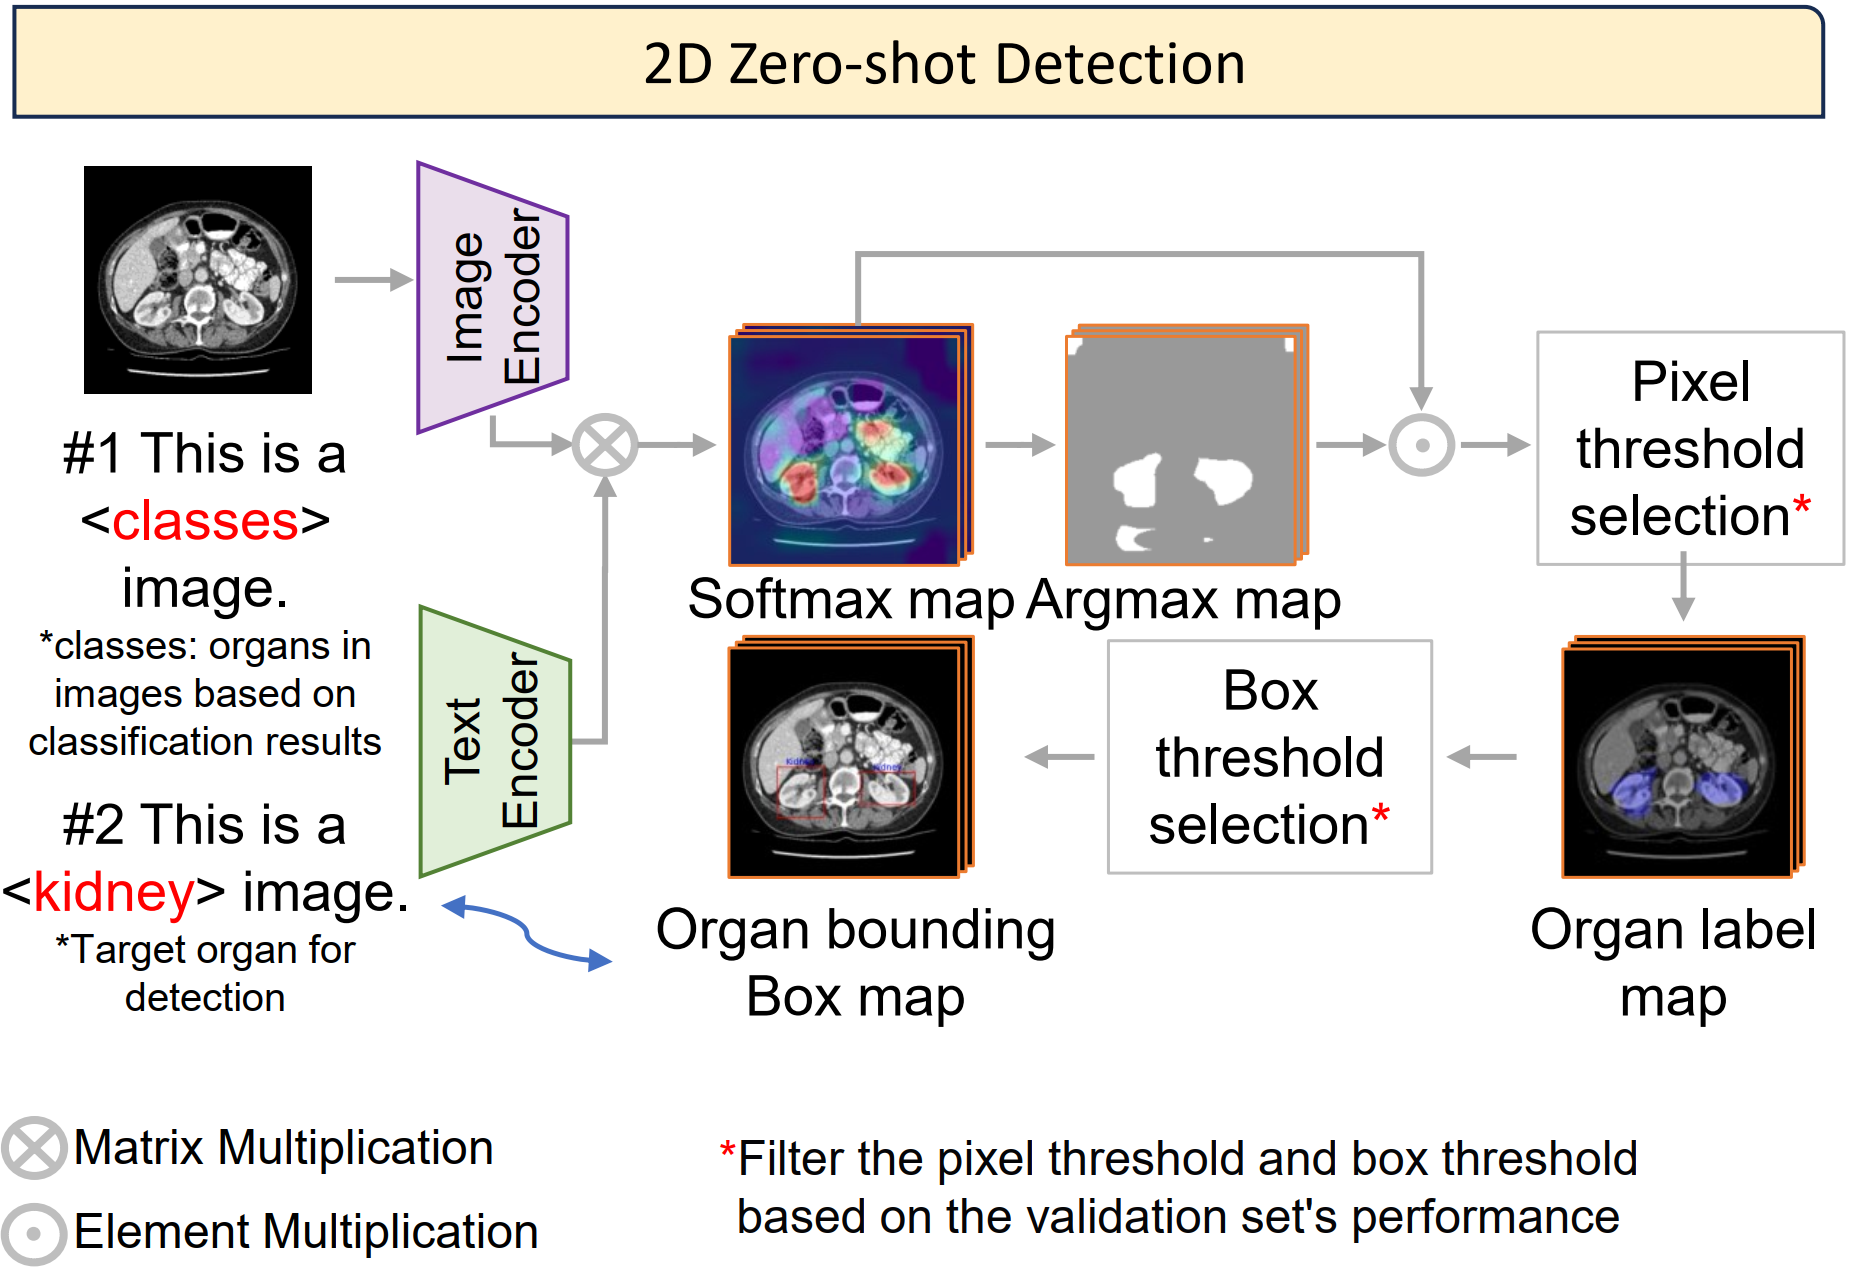 2D Zero-shot Detection
Image
Encoder
#1 This is a
<classes>
image.
*classes: organs in
images based on
classification results
Text
Encoder
#2 This is a
<kidney> image.
*Target organ for
detection
Softmax map
Argmax map
Pixel
threshold
selection*
Box
threshold
selection*
Kidney
Kidney
Organ bounding
Box map
Organ label
map
Matrix Multiplication
Element Multiplication
*Filter the pixel threshold and box threshold
based on the validation set's performance